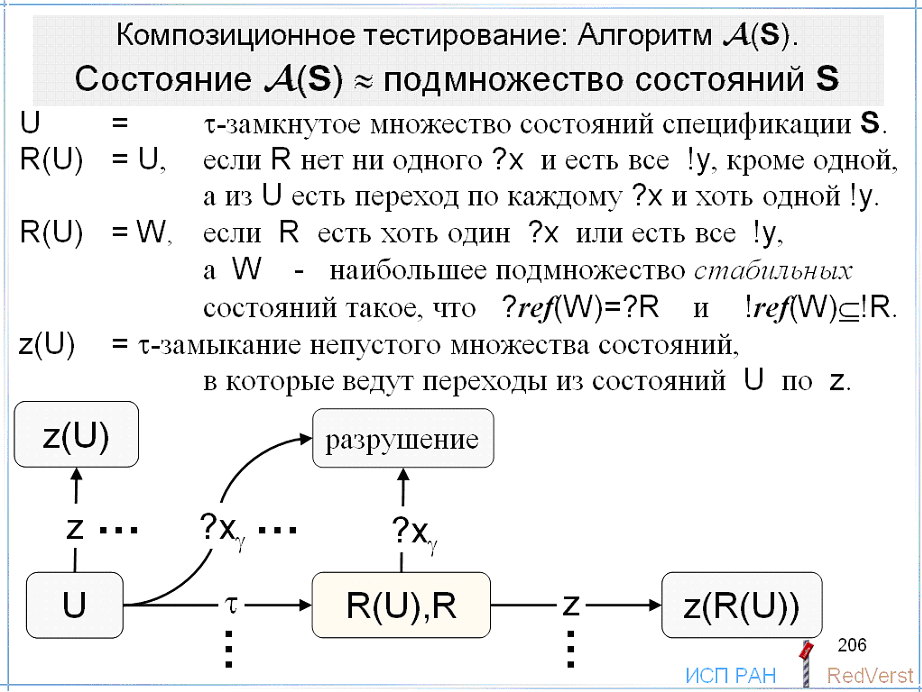 Композиционное тестирование: Алгоритм 𝒜(S).
Состояние 𝒜(S) ≈ подмножество состояний S
U = τ-замкнутое множество состояний спецификации S.
R(U) = U, если R нет ни одного ?x и есть все !y, кроме одной,
а из U есть переход по каждому ?x и хоть одной !y.
R(U) = W, если R есть хоть один ?x или есть все !y,
а W - наибольшее подмножество стабильных
состояний такое, что ?ref(W)=?R и !ref(W)⊆!R.
z(U) = τ-замыкание непустого множества состояний,
в которые ведут переходы из состояний U по z.
z(U) разрушение
z ... ?xγ ... ?xγ
U τ R(U),R z z(R(U))
206
ИСП РАН RedVerst